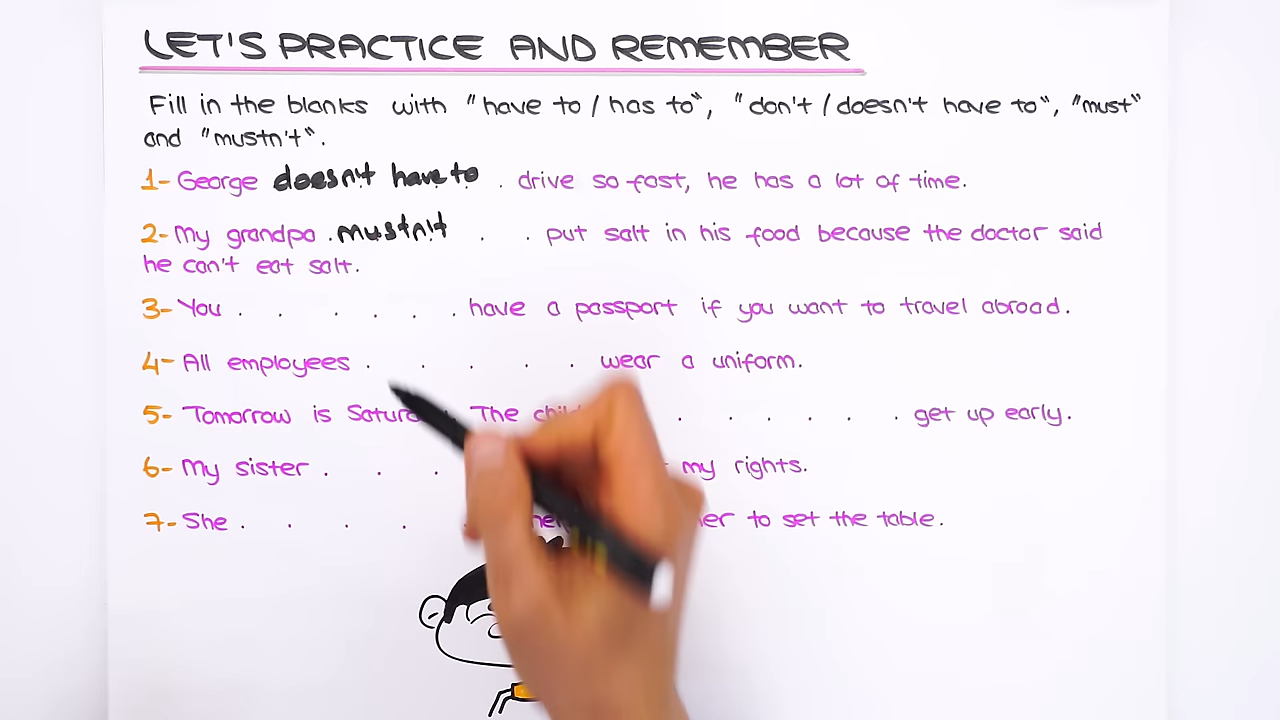 LET'S PRACTICE AND REMEMBER
Fill in the blanks with "have to / has to", "don't / doesn't have to", "must"
and "mustn't".
1- George doesn't have to . drive so fast, he has a lot of time.
2- My grandpa . mustn't . . put salt in his food because the doctor said
he can't eat salt.
3- You . . . . . . have a passport if you want to travel abroad.
4- All employees . . . . . wear a uniform.
5- Tomorrow is The . . . . . get up early.
6- My sister . . . my rights.
7- She . . . . to set the table.